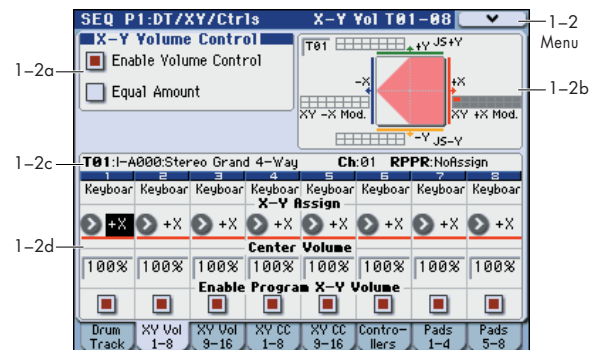 SEQ P1:DT/XY/Ctrls X-Y Vol T01-08
1-2
Menu
X-Y Volume Control
Enable Volume Control
Equal Amount
1-2a
T01
+Y JS+Y
-X
+X
XY -X Mod.
XY +X Mod.
-Y JS-Y
1-2b
1-2c
T01:I-A000:Stereo Grand 4-Way Ch:01 RPPR:NoAssign
1 2 3 4 5 6 7 8
Keyboar Keyboar Keyboar Keyboar Keyboar Keyboar Keyboar Keyboar
X-Y Assign
+X +X +X +X +X +X +X +X
1-2d
Center Volume
100% 100% 100% 100% 100% 100% 100% 100%
Enable Program X-Y Volume
Drum Track XY Vol 1-8 XY Vol 9-16 XY CC 1-8 XY CC 9-16 Contro-llers Pads 1-4 Pads 5-8